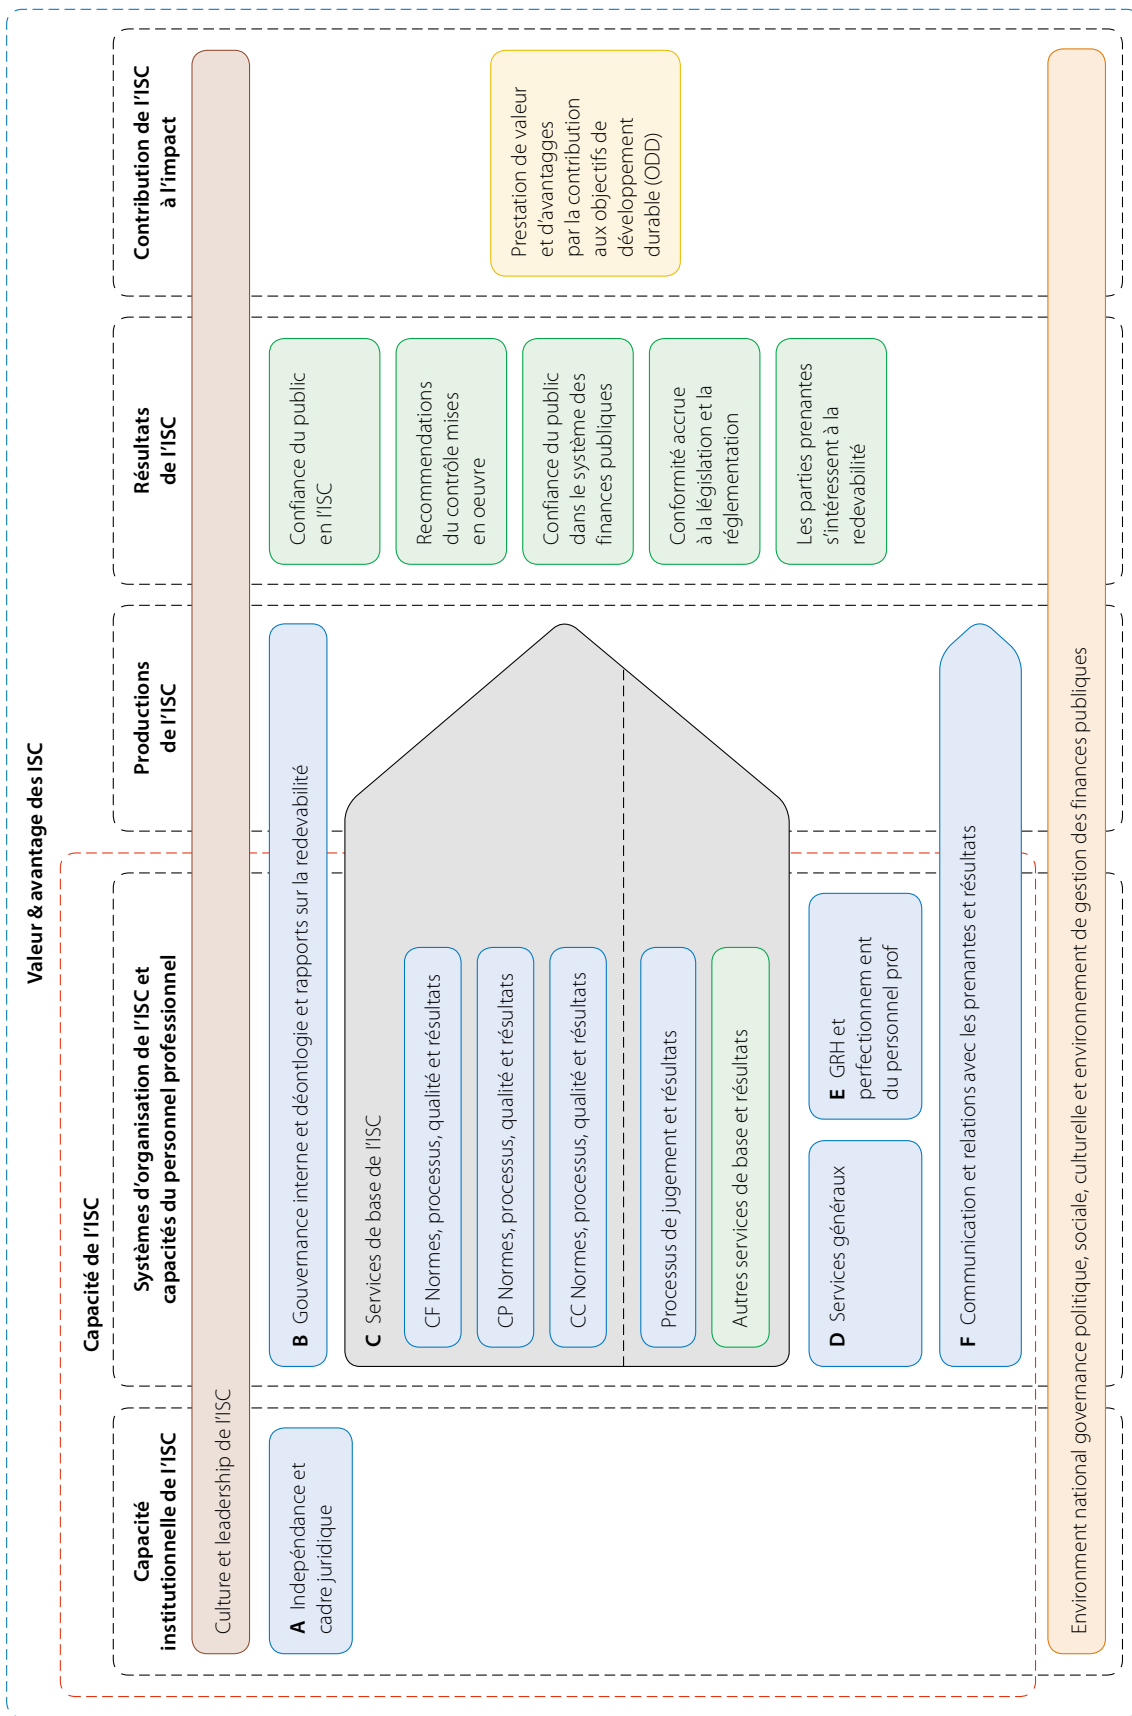 Valeur & avantage des ISC
Capacité de l'ISC
Capacité
institutionnelle de l'ISC
Systèmes d'organisation de l'ISC et
capacités du personnel professionnel
Productions
de l'ISC
Résultats
de l'ISC
Contribution de l'ISC
à l'impact
Culture et leadership de l'ISC
A Indépéndance et
cadre juridique
B Gouvernance interne et déontlogie et rapports sur la redevabilité
C Services de base de l'ISC
CF Normes, processus, qualité et résultats
CP Normes, processus, qualité et résultats
CC Normes, processus, qualité et résultats
Processus de jugement et résultats
Autres services de base et résultats
D Services généraux
E GRH et
perfectionnem ent
du personnel prof
F Communication et relations avec les prenantes et résultats
Confiance du public
en l'ISC
Recommendations
du contrôle mises
en oeuvre
Confiance du public
dans le système des
finances publiques
Conformité accrue
à la législation et la
réglementation
Les parties prenantes
s'intéressent à la
redevabilité
Prestation de valeur
et d'avantagges
par la contribution
aux objectifs de
développement
durable (ODD)
Environment national governance politique, sociale, culturelle et environnement de gestion des finances publiques